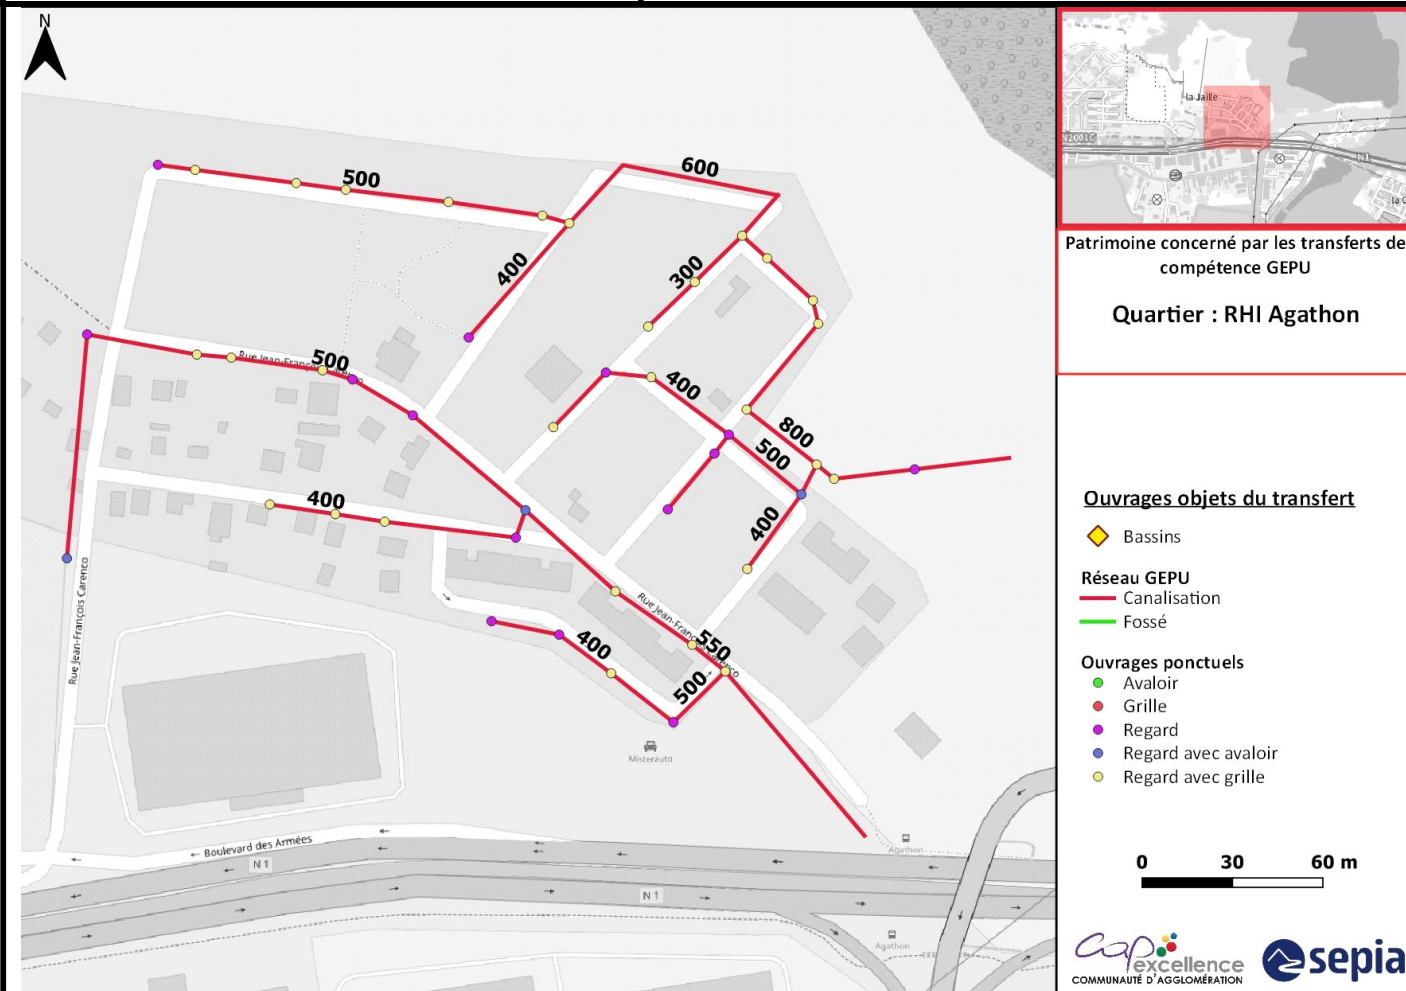 N
500
600
400
300
500
Rue Jean-François Carenco
400
400
800
500
400
Rue Jean-François Carenco
400
Rue Jean-François Carenco
550
500
Misterauto
Boulevard des Armées
N 1
N 1
Agathon
Agathon
la Jaille
N2001C
N1
Patrimoine concerné par les transferts de
compétence GEPU
Quartier : RHI Agathon
Ouvrages objets du transfert
Bassins
Réseau GEPU
Canalisation
Fossé
Ouvrages ponctuels
Avaloir
Grille
Regard
Regard avec avaloir
Regard avec grille
0 30 60 m
Cap excellence
COMMUNAUTÉ D'AGGLOMÉRATION
sepia